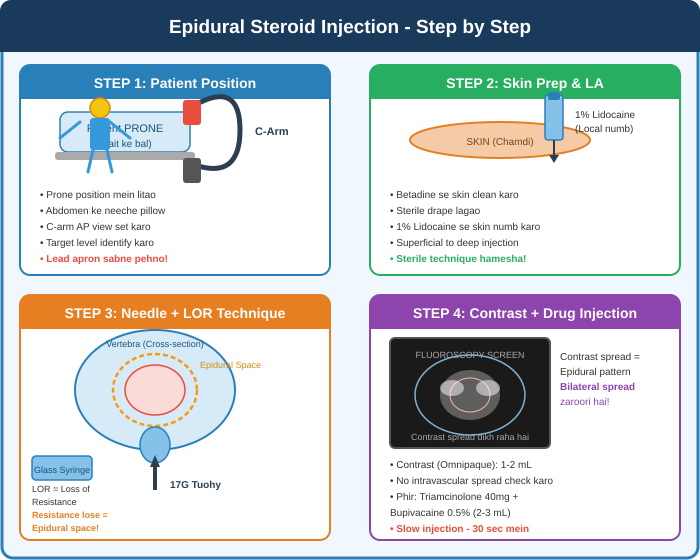 Epidural Steroid Injection - Step by Step
STEP 1: Patient Position
PRONE
ke bal)
C-Arm
• Prone position mein litao
• Abdomen ke neeche pillow
• C-arm AP view set karo
• Target level identify karo
• Lead apron sabne pehno!
STEP 2: Skin Prep & LA
1% Lidocaine
(Local numb)
SKIN (Chamdi)
• Betadine se skin clean karo
• Sterile drape lagao
• 1% Lidocaine se skin numb karo
• Superficial to deep injection
• Sterile technique hamesha!
STEP 3: Needle + LOR Technique
Vertebra (Cross-section)
Epidural Space
Glass Syringe
17G Tuohy
LOR = Loss of
Resistance
Resistance lose =
Epidural space!
STEP 4: Contrast + Drug Injection
FLUOROSCOPY SCREEN
Contrast spread dikh raha hai
Contrast spread =
Epidural pattern
Bilateral spread
zaroori hai!
• Contrast (Omnipaque): 1-2 mL
• No intravascular spread check karo
• Phir: Triamcinolone 40mg +
Bupivacaine 0.5% (2-3 mL)
• Slow injection - 30 sec mein